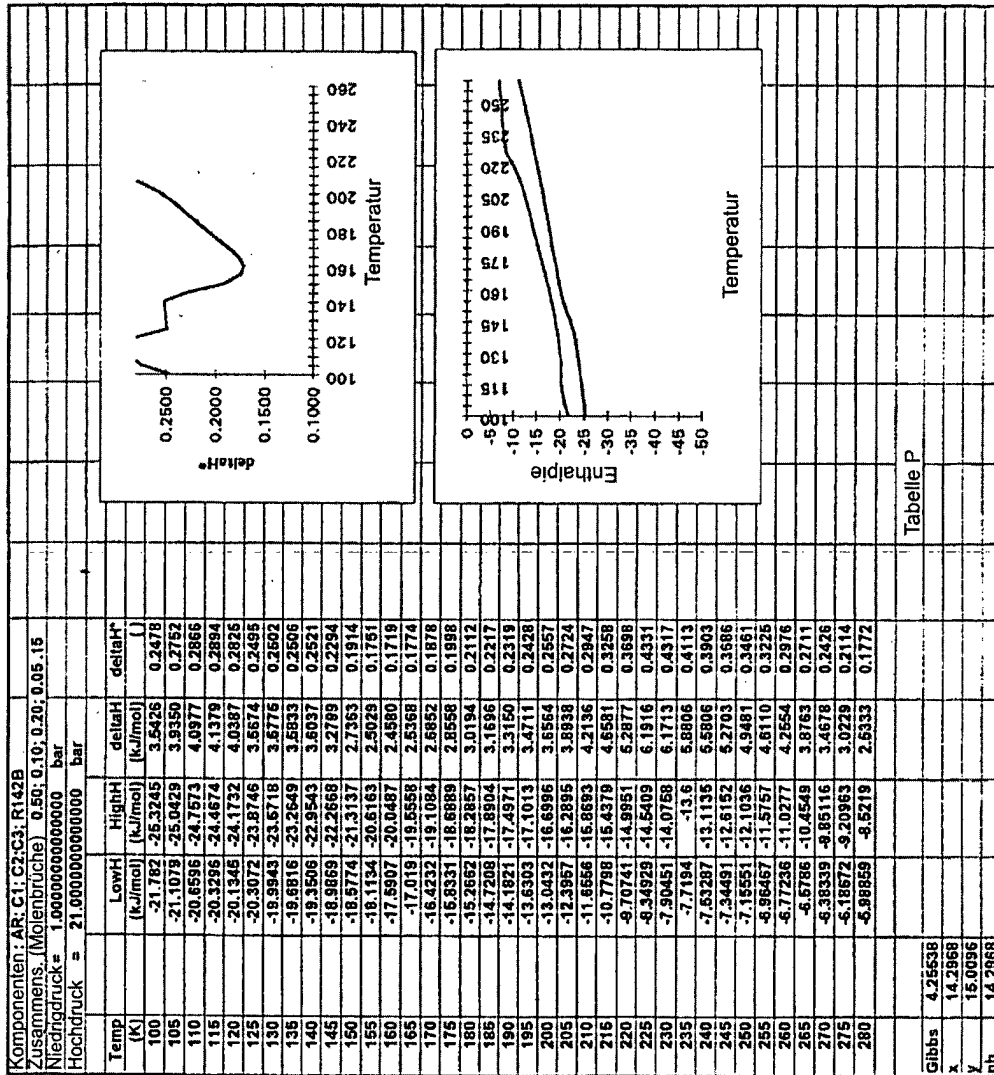 Komponenten : AR; C1; C2;C3; R142B
Zusammens. (Molenbrüche) 0.50; 0.10; 0.20; 0.05 .15
Niedrigdruck = 1.00000000000000 bar
Hochdruck = 21.0000000000000 bar
Temp LowH HighH deltaH deltaH*
(K) (kJ/mol) (kJ/mol) (kJ/mol) (_)
100 -21.782 -25.3245 3.5426 0.2478
105 -21.1079 -25.0429 3.9350 0.2752
110 -20.6596 -24.7573 4.0977 0.2866
115 -20.3296 -24.4674 4.1379 0.2894
120 -20.1345 -24.1732 4.0387 0.2825
125 -20.3072 -23.8746 3.5674 0.2495
130 -19.9943 -23.5718 3.5776 0.2502
135 -19.6816 -23.2649 3.5833 0.2506
140 -19.3506 -22.9543 3.6037 0.2521
145 -18.9869 -22.2668 3.2799 0.2294
150 -18.5774 -21.3137 2.7363 0.1914
155 -18.1134 -20.6163 2.5029 0.1751
160 -17.5907 -20.0487 2.4580 0.1719
165 -17.019 -19.5558 2.5368 0.1774
170 -16.4232 -19.1084 2.6852 0.1878
175 -15.8331 -18.6889 2.8558 0.1998
180 -15.2662 -18.2857 3.0194 0.2112
185 -14.7208 -17.8904 3.1696 0.2217
190 -14.1821 -17.4971 3.3150 0.2319
195 -13.6303 -17.1013 3.4711 0.2428
200 -13.0432 -16.6996 3.6564 0.2557
205 -12.3957 -16.2895 3.8938 0.2724
210 -11.6556 -15.8693 4.2136 0.2947
215 -10.7798 -15.4379 4.6581 0.3258
220 -9.70741 -14.9951 5.2877 0.3698
225 -8.34929 -14.5409 6.1916 0.4331
230 -7.90451 -14.0758 6.1713 0.4317
235 -7.7194 -13.6 5.8806 0.4113
240 -7.53287 -13.1135 5.5806 0.3903
245 -7.34491 -12.6152 5.2703 0.3686
250 -7.15551 -12.1036 4.9481 0.3461
255 -6.96467 -11.5757 4.6110 0.3225
260 -6.77236 -11.0277 4.2554 0.2976
265 -6.5786 -10.4549 3.8763 0.2711
270 -6.38339 -9.85116 3.4678 0.2426
275 -6.18672 -9.20963 3.0229 0.2114
280 -5.98859 -8.5219 2.5333 0.1772
Gibbs 4.25538
x 14.2968
y 15.0096
ph 14.2968
deltaH*
0.2500
0.2000
0.1500
0.1000
100 120 140 160 180 200 220 240 260
Temperatur
Enthalpie
0
-5
-10
-15
-20
-25
-30
-35
-40
-45
-50
100 115 130 145 160 175 190 205 220 235 250
Temperatur
Tabelle P